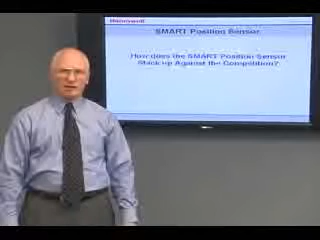 Honeywell
SMART Position Sensor
How does the SMART Position Sensor
Stack up Against the Competition?